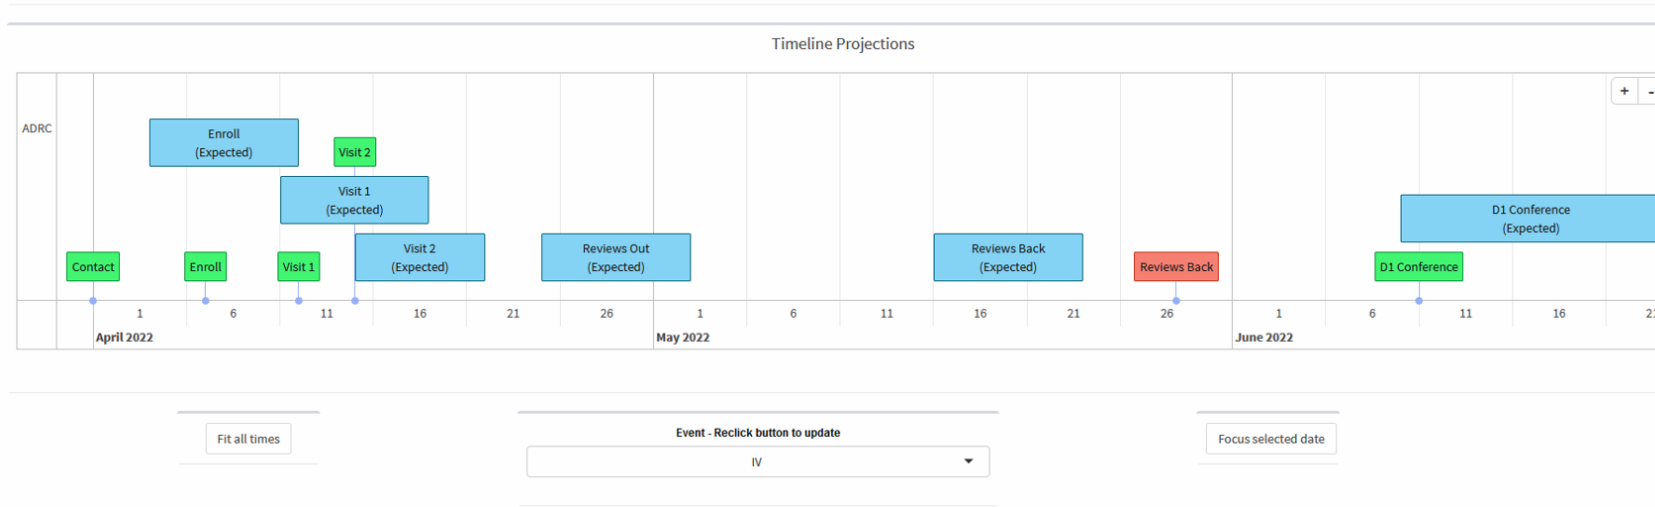 Timeline Projections
+
-
ADRC
Enroll
(Expected)
Visit 2
Visit 1
(Expected)
Visit 2
(Expected)
Reviews Out
(Expected)
Reviews Back
(Expected)
D1 Conference
(Expected)
Contact
Enroll
Visit 1
Reviews Back
D1 Conference
1 6 11 16 21 26 1 6 11 16 21 26 1 6 11 16 21
April 2022 May 2022 June 2022
Fit all times
Event - Reclick button to update
IV
Focus selected date